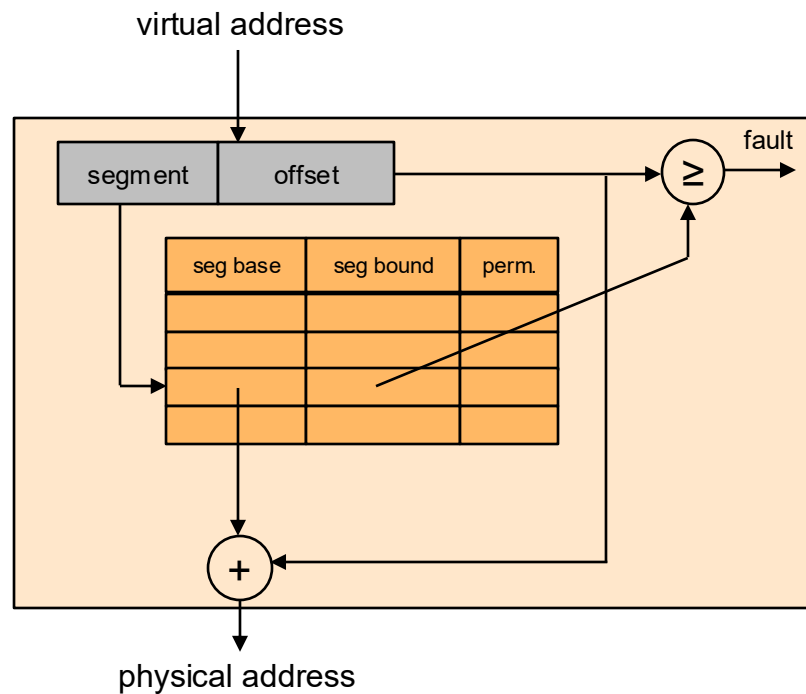 virtual address
segment
offset
≥
fault
seg base
seg bound
perm.
+
physical address